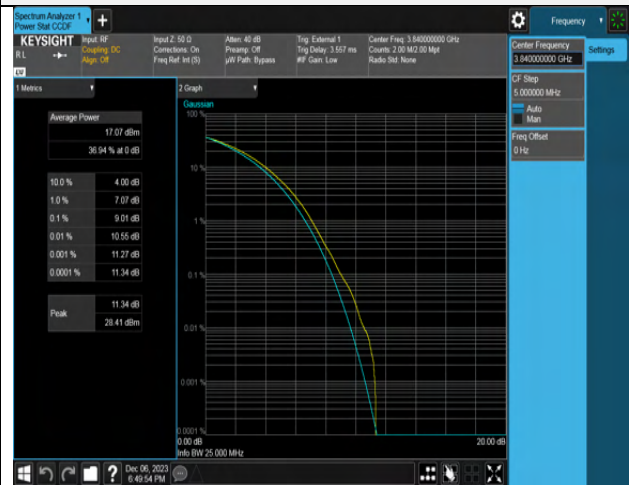 Spectrum Analyzer 1
Power Stat CCDF
+
Frequency
KEYSIGHT
RL
Input: RF
Coupling: DC
Align: Off
Input Z: 50 Ω
Corrections: On
Freq Ref: Int (S)
Atten: 40 dB
Preamp: Off
µW Path: Bypass
Trig: External 1
Trig Delay: 3.557 ms
#IF Gain: Low
Center Freq: 3.840000000 GHz
Counts: 2.00 M/2.00 Mpt
Radio Std: None
Center Frequency
3.840000000 GHz
Settings
CF Step
5.000000 MHz
Auto
Man
Freq Offset
0 Hz
1 Metrics
Average Power
17.07 dBm
36.94 % at 0 dB
10.0 % 4.00 dB
1.0 % 7.07 dB
0.1 % 9.01 dB
0.01 % 10.55 dB
0.001 % 11.27 dB
0.0001 % 11.34 dB
Peak
11.34 dB
28.41 dBm
2 Graph
Gaussian
100 %
10 %
1 %
0.1 %
0.01 %
0.001 %
0.0001 %
0.00 dB
20.00 dB
Info BW 25.000 MHz
?
Dec 06, 2023
6:49:54 PM